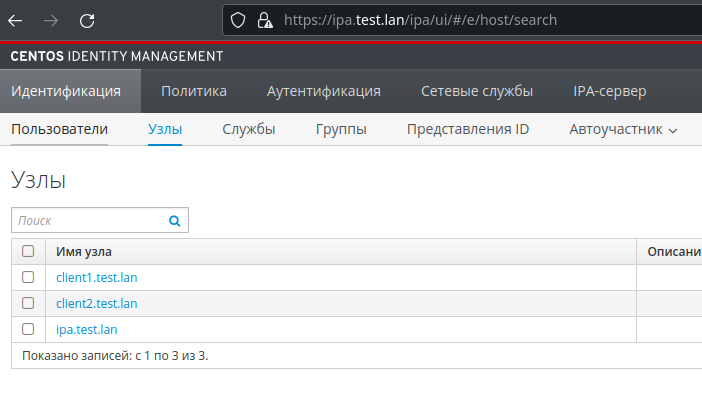 https://ipa.test.lan/ipa/ui/#/e/host/search
CENTOS IDENTITY MANAGEMENT
Идентификация Политика Аутентификация Сетевые службы IPA-сервер
Пользователи Узлы Службы Группы Представления ID Автоучастник
Узлы
Поиск
Имя узла Описани
client1.test.lan
client2.test.lan
ipa.test.lan
Показано записей: с 1 по 3 из 3.